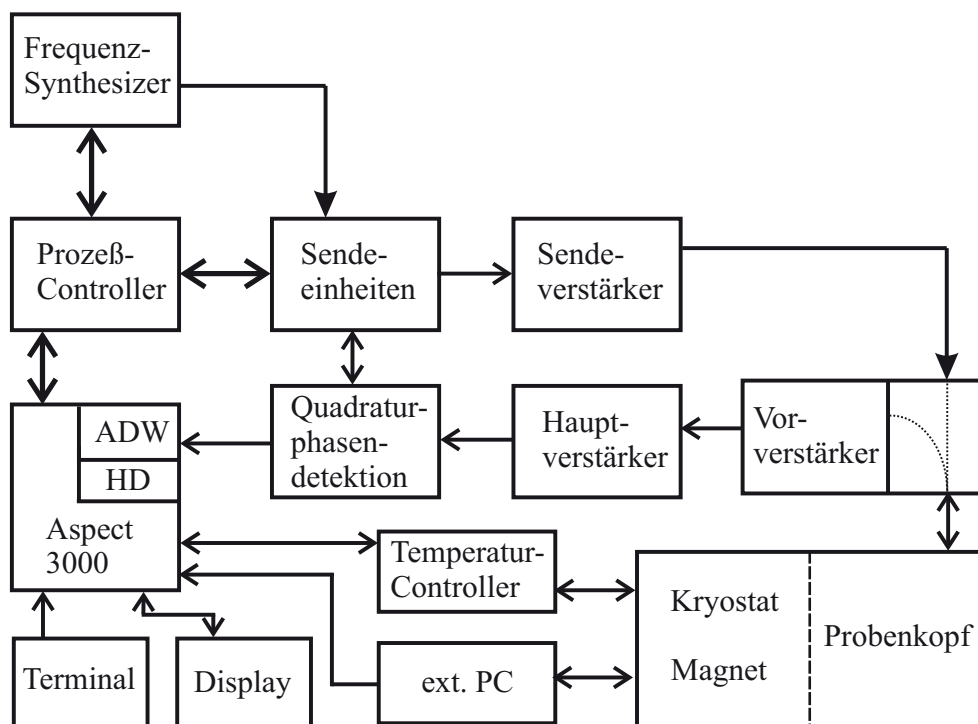 Frequenz-
Synthesizer
Prozeß-
Controller
Sende-
einheiten
Sende-
verstärker
ADW
HD
Aspect
3000
Quadratur-
phasen-
detektion
Haupt-
verstärker
Vor-
verstärker
Temperatur-
Controller
Kryostat
Magnet
Probenkopf
Terminal
Display
ext. PC